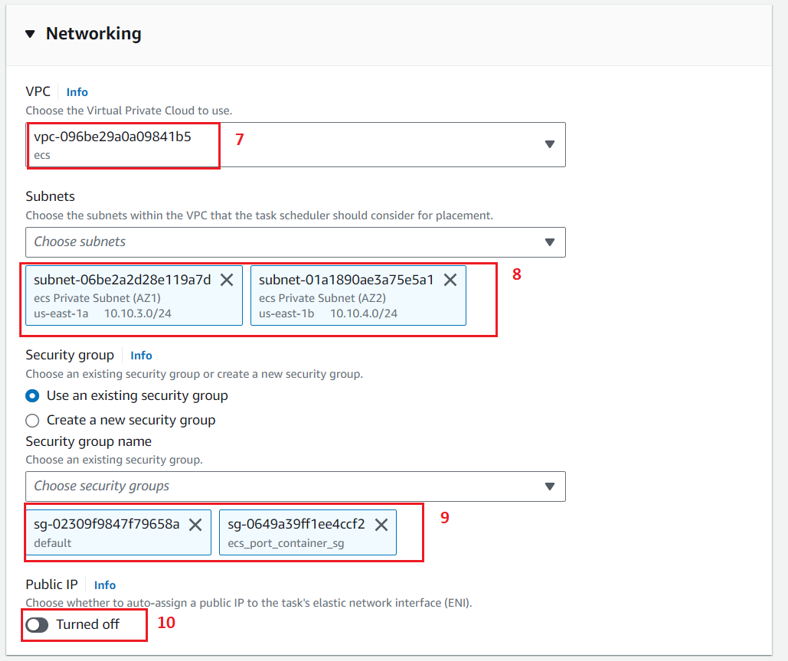 Networking
VPC Info
Choose the Virtual Private Cloud to use.
vpc-096be29a0a09841b5
ecs
7
Subnets
Choose the subnets within the VPC that the task scheduler should consider for placement.
Choose subnets
subnet-06be2a2d28e119a7d subnet-01a1890ae3a75e5a1 8
ecs Private Subnet (AZ1) ecs Private Subnet (AZ2)
us-east-1a 10.10.3.0/24 us-east-1b 10.10.4.0/24
Security group Info
Choose an existing security group or create a new security group.
Use an existing security group
Create a new security group
Security group name
Choose an existing security group.
Choose security groups
sg-02309f9847f79658a sg-0649a39ff1ee4ccf2 9
default ecs_port_container_sg
Public IP Info
Choose whether to auto-assign a public IP to the task's elastic network interface (ENI).
Turned off 10